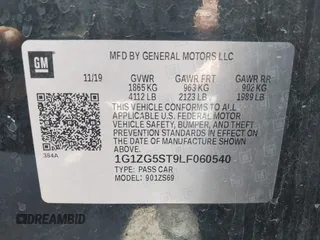 MFD BY GENERAL MOTORS LLC
GM
11/19 GVWR GAWR FRT GAWR RR
1865 KG 963 KG 902 KG
4112 LB 2123 LB 1989 LB
THIS VEHICLE CONFORMS TO ALL APPLICABLE
U.S. FEDERAL MOTOR VEHICLE SAFETY, BUMPER,
AND THEFT PREVENTION STANDARDS
IN EFFECT ON THE DATE OF
MANUFACTURE SHOWN ABOVE.
384A
1G1ZG5ST9LF060540
TYPE: PASS CAR
MODEL: 901ZS69
DREAMBID